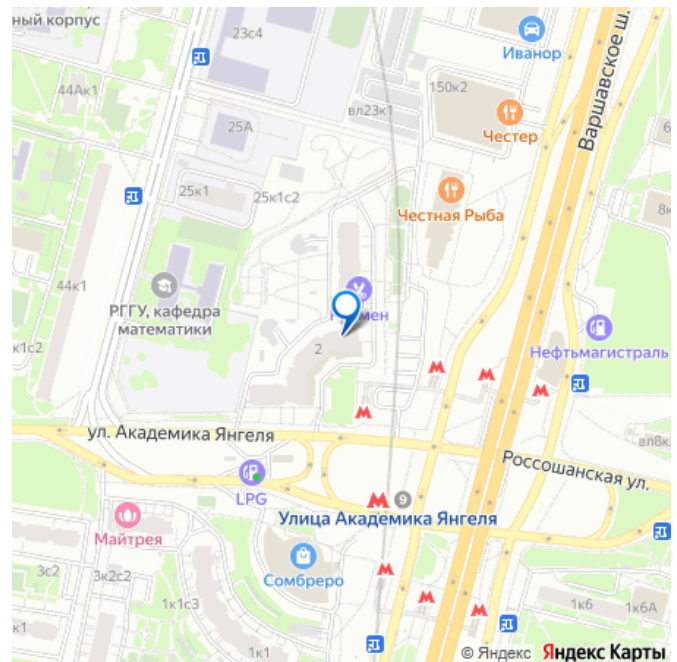 ный корпус
23с4
Иванор
Варшавское ш.
44Ак1
150к2
вл23к1
Честер
25А
25к1
25к1с2
Честная Рыба
44к1
РГГУ, кафедра
математики
мен
2
к1с2
Нефтьмагистраль
ул. Академика Янгеля
вл8к
Россошанская ул.
LPG
9
Улица Академика Янгеля
Майтрея
Сомбреро
3с2
3к2с2
1к1с3
1к6
1к6А
к1
1к1
© Яндекс Яндекс Карты